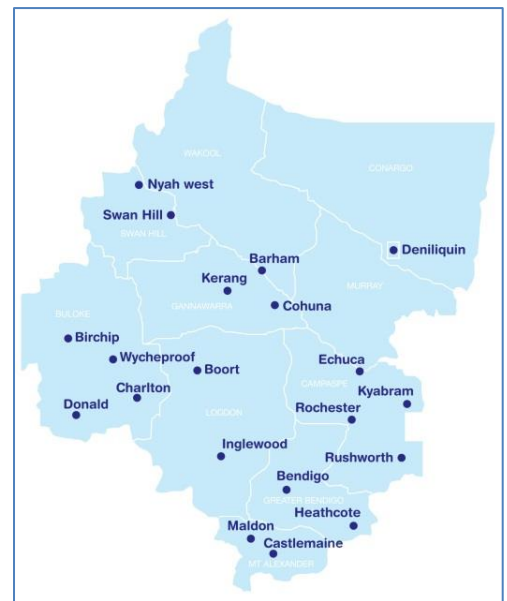 WAKOOL
CONARGO
Nyah west
Swan Hill
SWAN HILL
Deniliquin
Barham
Kerang
MURRAY
GANNAWARRA
Cohuna
BULOKE
Birchip
Wycheproof
Echuca
Boort
CAMPASPE
Charlton
Kyabram
Donald
LODDON
Rochester
Inglewood
Rushworth
Bendigo
GREATER BENDIGO
Heathcote
Maldon
Castlemaine
MT ALEXANDER